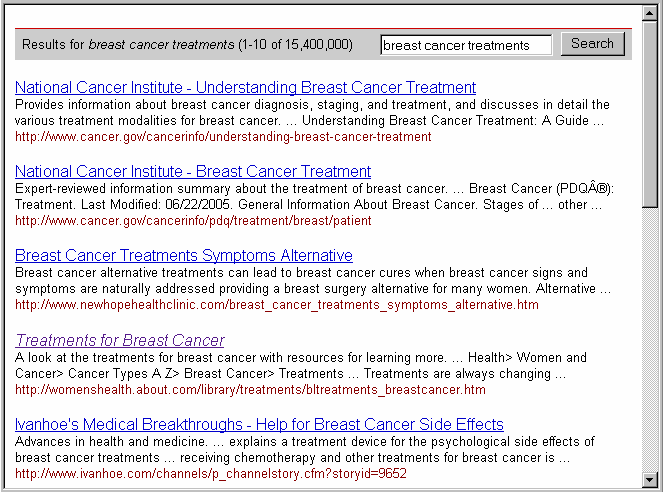 Results for breast cancer treatments (1-10 of 15,400,000) breast cancer treatments Search
National Cancer Institute - Understanding Breast Cancer Treatment
Provides information about breast cancer diagnosis, staging, and treatment, and discusses in detail the
various treatment modalities for breast cancer. ... Understanding Breast Cancer Treatment: A Guide ...
http://www.cancer.gov/cancerinfo/understanding-breast-cancer-treatment
National Cancer Institute - Breast Cancer Treatment
Expert-reviewed information summary about the treatment of breast cancer. ... Breast Cancer (PDQÂ®):
Treatment. Last Modified: 06/22/2005. General Information About Breast Cancer. Stages of ... other ...
http://www.cancer.gov/cancerinfo/pdq/treatment/breast/patient
Breast Cancer Treatments Symptoms Alternative
Breast cancer alternative treatments can lead to breast cancer cures when breast cancer signs and
symptoms are naturally addressed providing a breast surgery alternative for many women. Alternative ...
http://www.newhopehealthclinic.com/breast_cancer_treatments_symptoms_alternative.htm
Treatments for Breast Cancer
A look at the treatments for breast cancer with resources for learning more. ... Health> Women and
Cancer> Cancer Types A Z> Breast Cancer> Treatments ... Treatments are always changing ...
http://womenshealth.about.com/library/treatments/bltreatments_breastcancer.htm
Ivanhoe's Medical Breakthroughs - Help for Breast Cancer Side Effects
Advances in health and medicine. ... explains a treatment device for the psychological side effects of
breast cancer treatments ... receiving chemotherapy and other treatments for breast cancer is ...
http://www.ivanhoe.com/channels/p_channelstory.cfm?storyid=9652